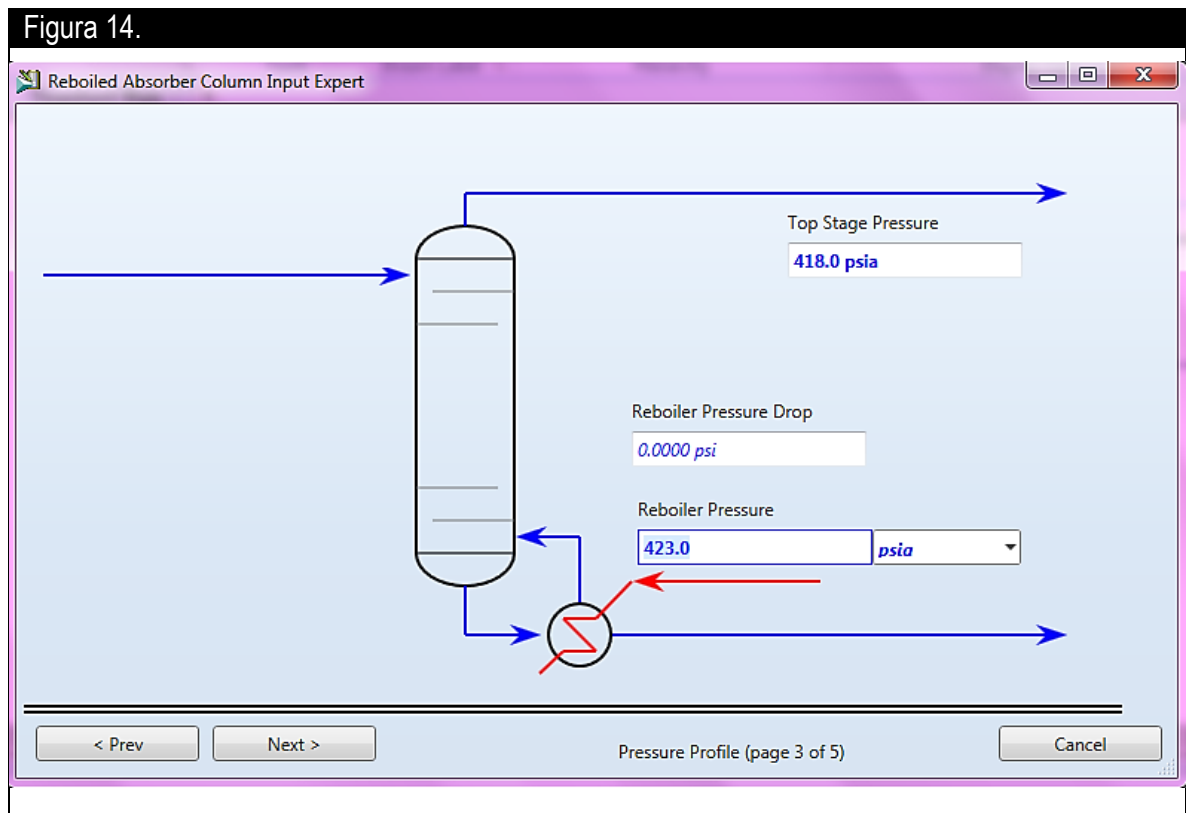 Figura 14.
Reboiled Absorber Column Input Expert
Top Stage Pressure
418.0 psia
Reboiler Pressure Drop
0.0000 psi
Reboiler Pressure
423.0 psia
< Prev Next > Pressure Profile (page 3 of 5) Cancel